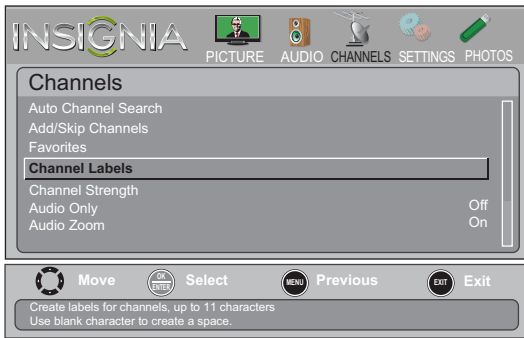 INSIGNIA
PICTURE AUDIO CHANNELS SETTINGS PHOTOS
Channels
Auto Channel Search
Add/Skip Channels
Favorites
Channel Labels
Channel Strength
Audio Only Off
Audio Zoom On
Move OK ENTER Select MENU Previous EXIT Exit
Create labels for channels, up to 11 characters
Use blank character to create a space.